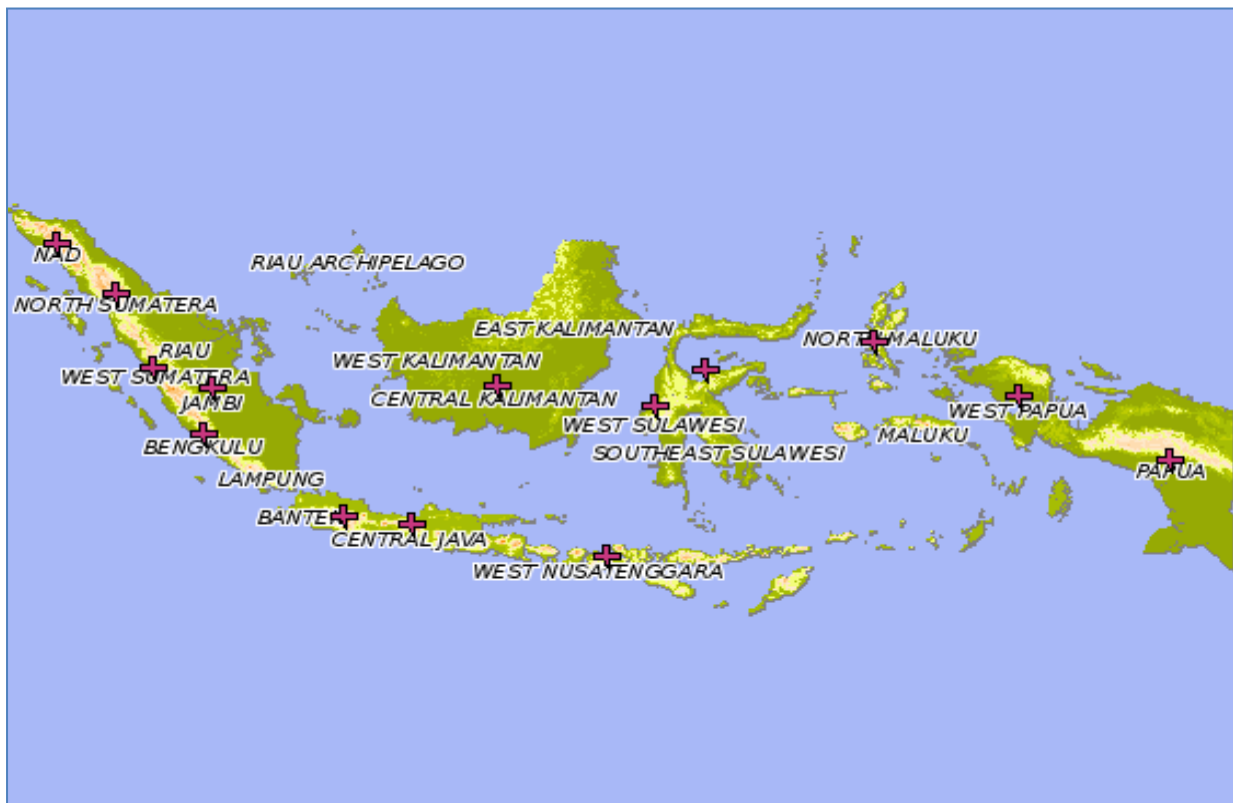 NAD
RIAU ARCHIPELAGO
NORTH SUMATERA
EAST KALIMANTAN
NORTH MALUKU
RIAU
WEST KALIMANTAN
WEST SUMATERA
JAMBI
CENTRAL KALIMANTAN
WEST PAPUA
WEST SULAWESI
MALUKU
BENGKULU
SOUTHEAST SULAWESI
PAPUA
LAMPUNG
BANTEN
CENTRAL JAVA
WEST NUSATENGGARA